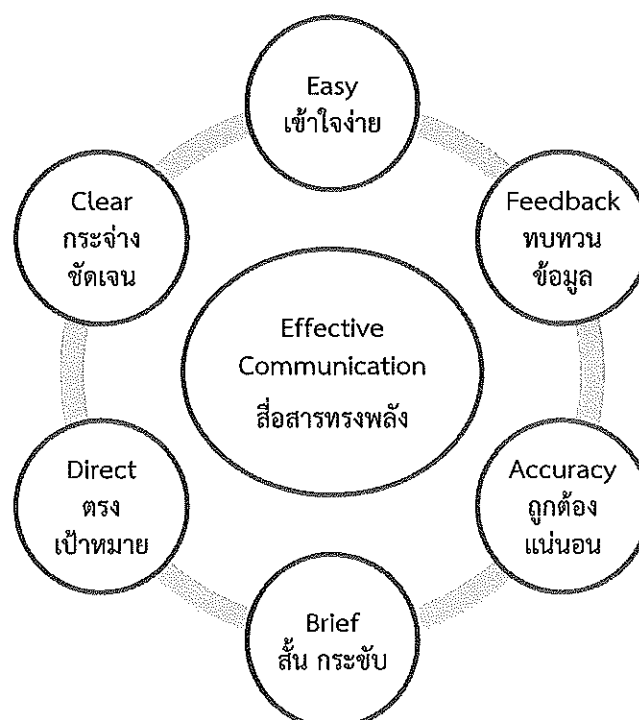 Easy
เข้าใจง่าย
Clear
กระจ่าง
ชัดเจน
Feedback
ทบทวน
ข้อมูล
Effective
Communication
สื่อสารทรงพลัง
Direct
ตรง
เป้าหมาย
Accuracy
ถูกต้อง
แน่นอน
Brief
สั้น กระชับ